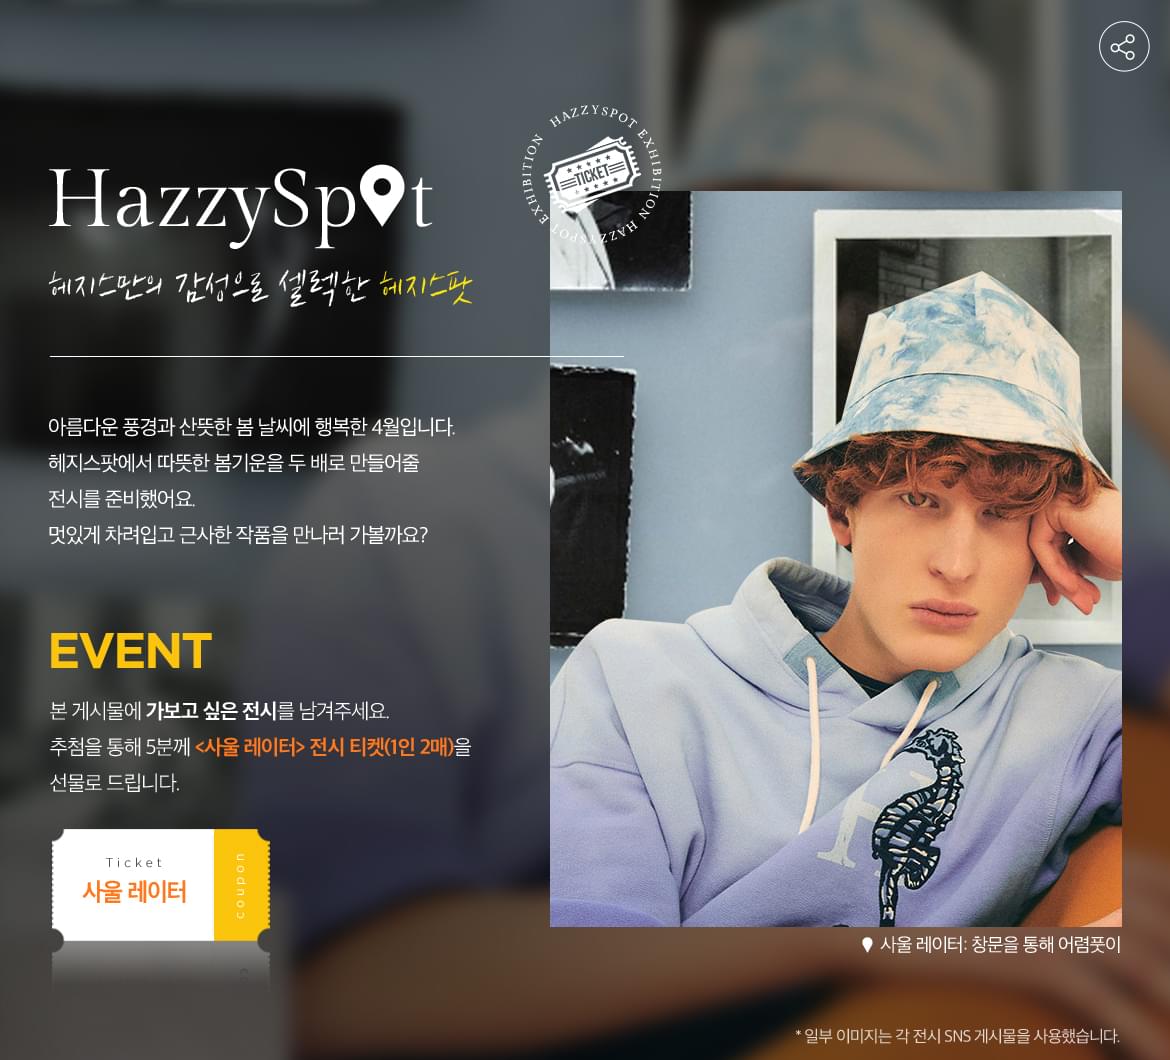 HAZZYSPOT EXHIBITION HAZZYSPOT EXHIBITION
TICKET
HazzySpot
헤지스만의 감성으로 셀렉한 헤지스팟
아름다운 풍경과 산뜻한 봄 날씨에 행복한 4월입니다.
헤지스팟에서 따뜻한 봄기운을 두 배로 만들어줄
전시를 준비했어요.
멋있게 차려입고 근사한 작품을 만나러 가볼까요?
EVENT
본 게시물에 가보고 싶은 전시를 남겨주세요.
추첨을 통해 5분께 <사울 레이터> 전시 티켓(1인 2매)을
선물로 드립니다.
Ticket
사울 레이터
coupon
사울 레이터: 창문을 통해 어렴풋이
* 일부 이미지는 각 전시 SNS 게시물을 사용했습니다.